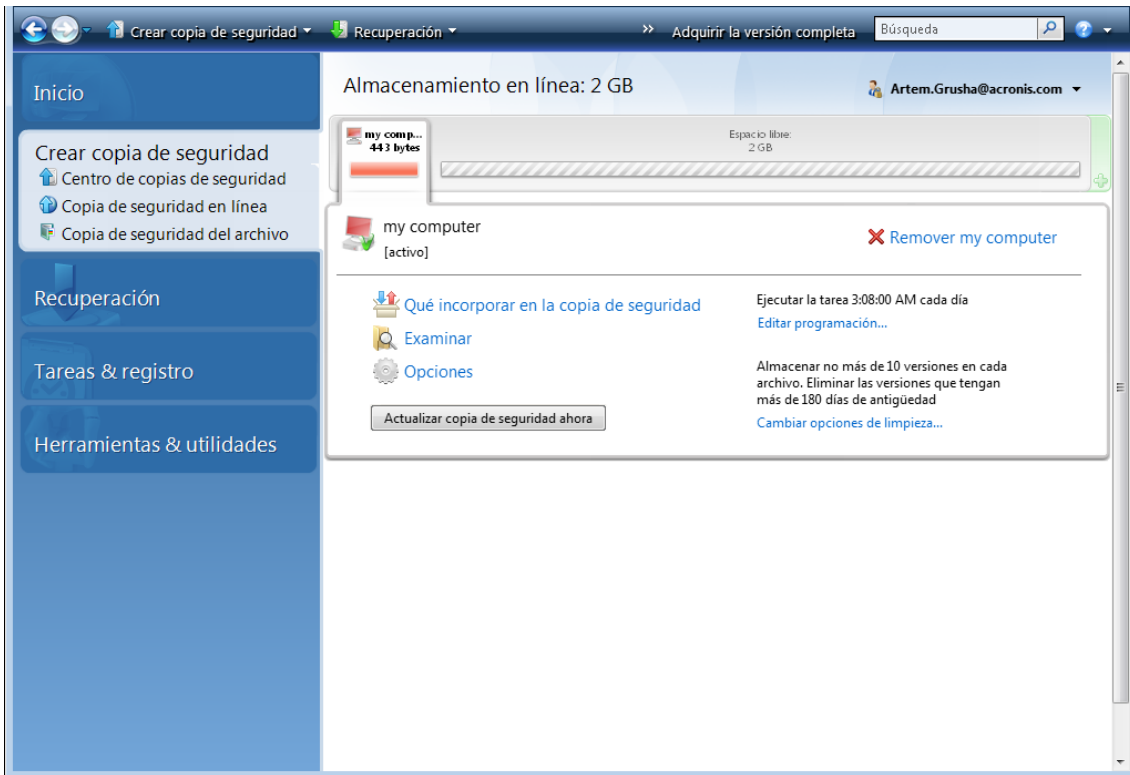 Crear copia de seguridad
Recuperación
»
Adquirir la versión completa
Búsqueda
Inicio
Crear copia de seguridad
Centro de copias de seguridad
Copia de seguridad en línea
Copia de seguridad del archivo
Recuperación
Tareas & registro
Herramientas & utilidades
Almacenamiento en línea: 2 GB
Artem.Grusha@acronis.com
my comp...
443 bytes
Espacio libre:
2 GB
my computer
[activo]
Remover my computer
Qué incorporar en la copia de seguridad
Examinar
Opciones
Actualizar copia de seguridad ahora
Ejecutar la tarea 3:08:00 AM cada día
Editar programación...
Almacenar no más de 10 versiones en cada
archivo. Eliminar las versiones que tengan
más de 180 días de antigüedad
Cambiar opciones de limpieza...